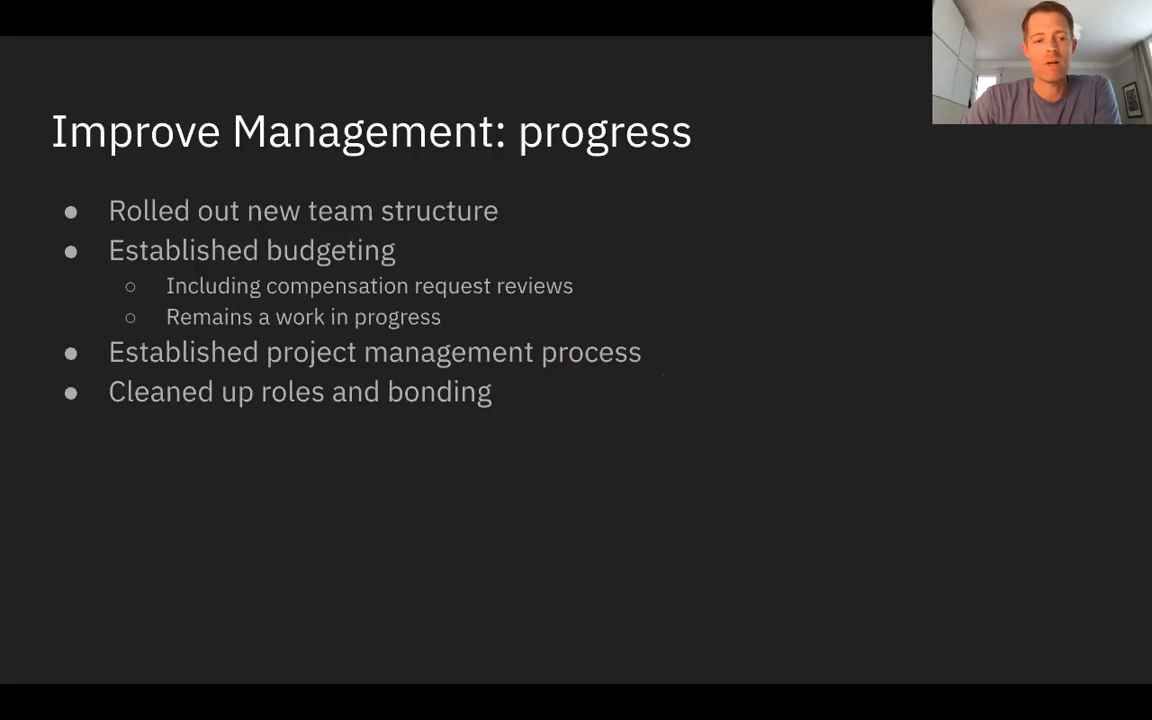 Improve Management: progress
● Rolled out new team structure
● Established budgeting
○ Including compensation request reviews
○ Remains a work in progress
● Established project management process
● Cleaned up roles and bonding